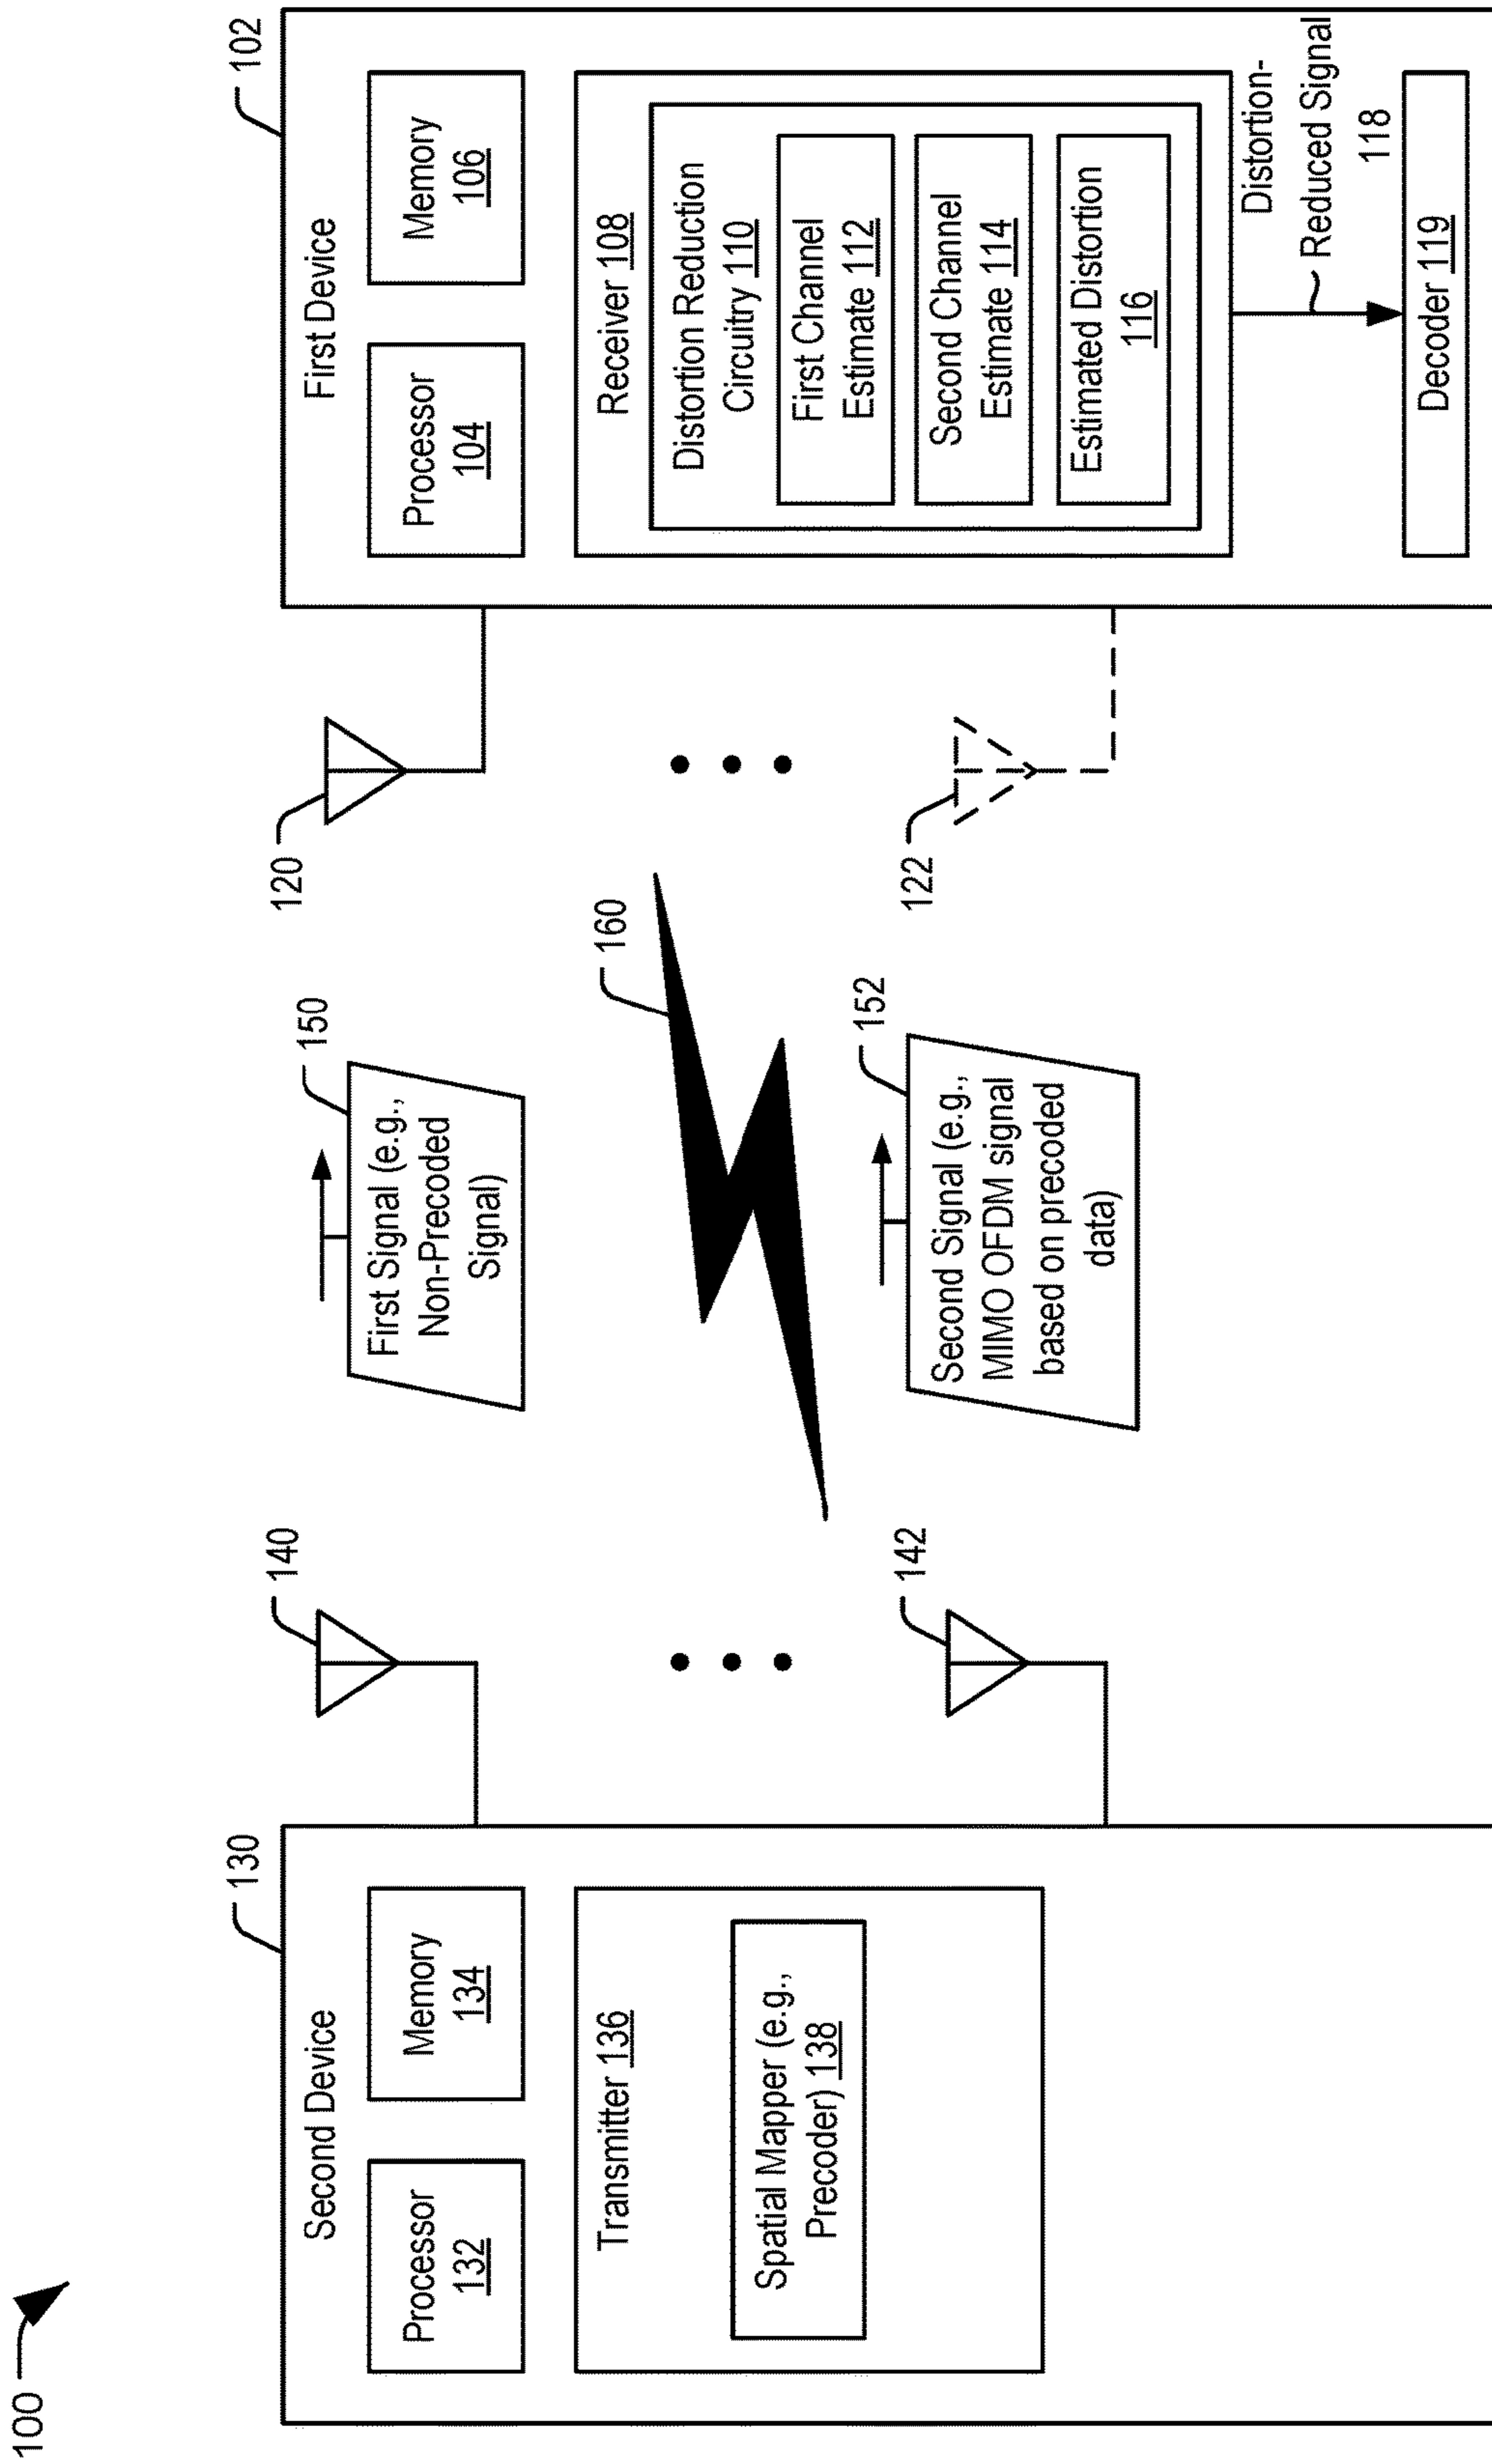 100
130
Second Device
Processor
132
Memory
134
Transmitter 136
Spatial Mapper (e.g.,
Precoder) 138
140
142
150
First Signal (e.g.,
Non-Precoded
Signal)
160
152
Second Signal (e.g.,
MIMO OFDM signal
based on precoded
data)
120
122
102
First Device
Processor
104
Memory
106
Receiver 108
Distortion Reduction
Circuitry 110
First Channel
Estimate 112
Second Channel
Estimate 114
Estimated Distortion
116
Distortion-
Reduced Signal
118
Decoder 119